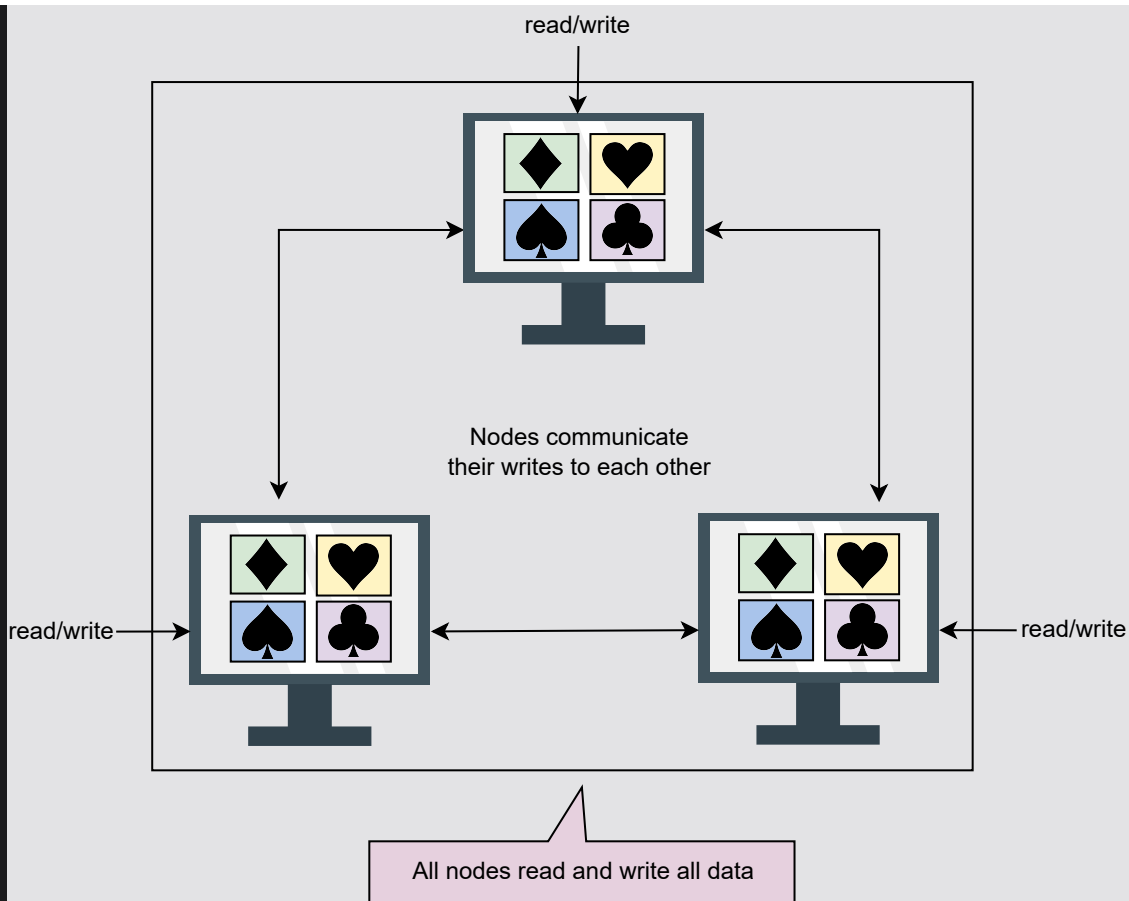 read/write
Nodes communicate
their writes to each other
read/write
read/write
All nodes read and write all data